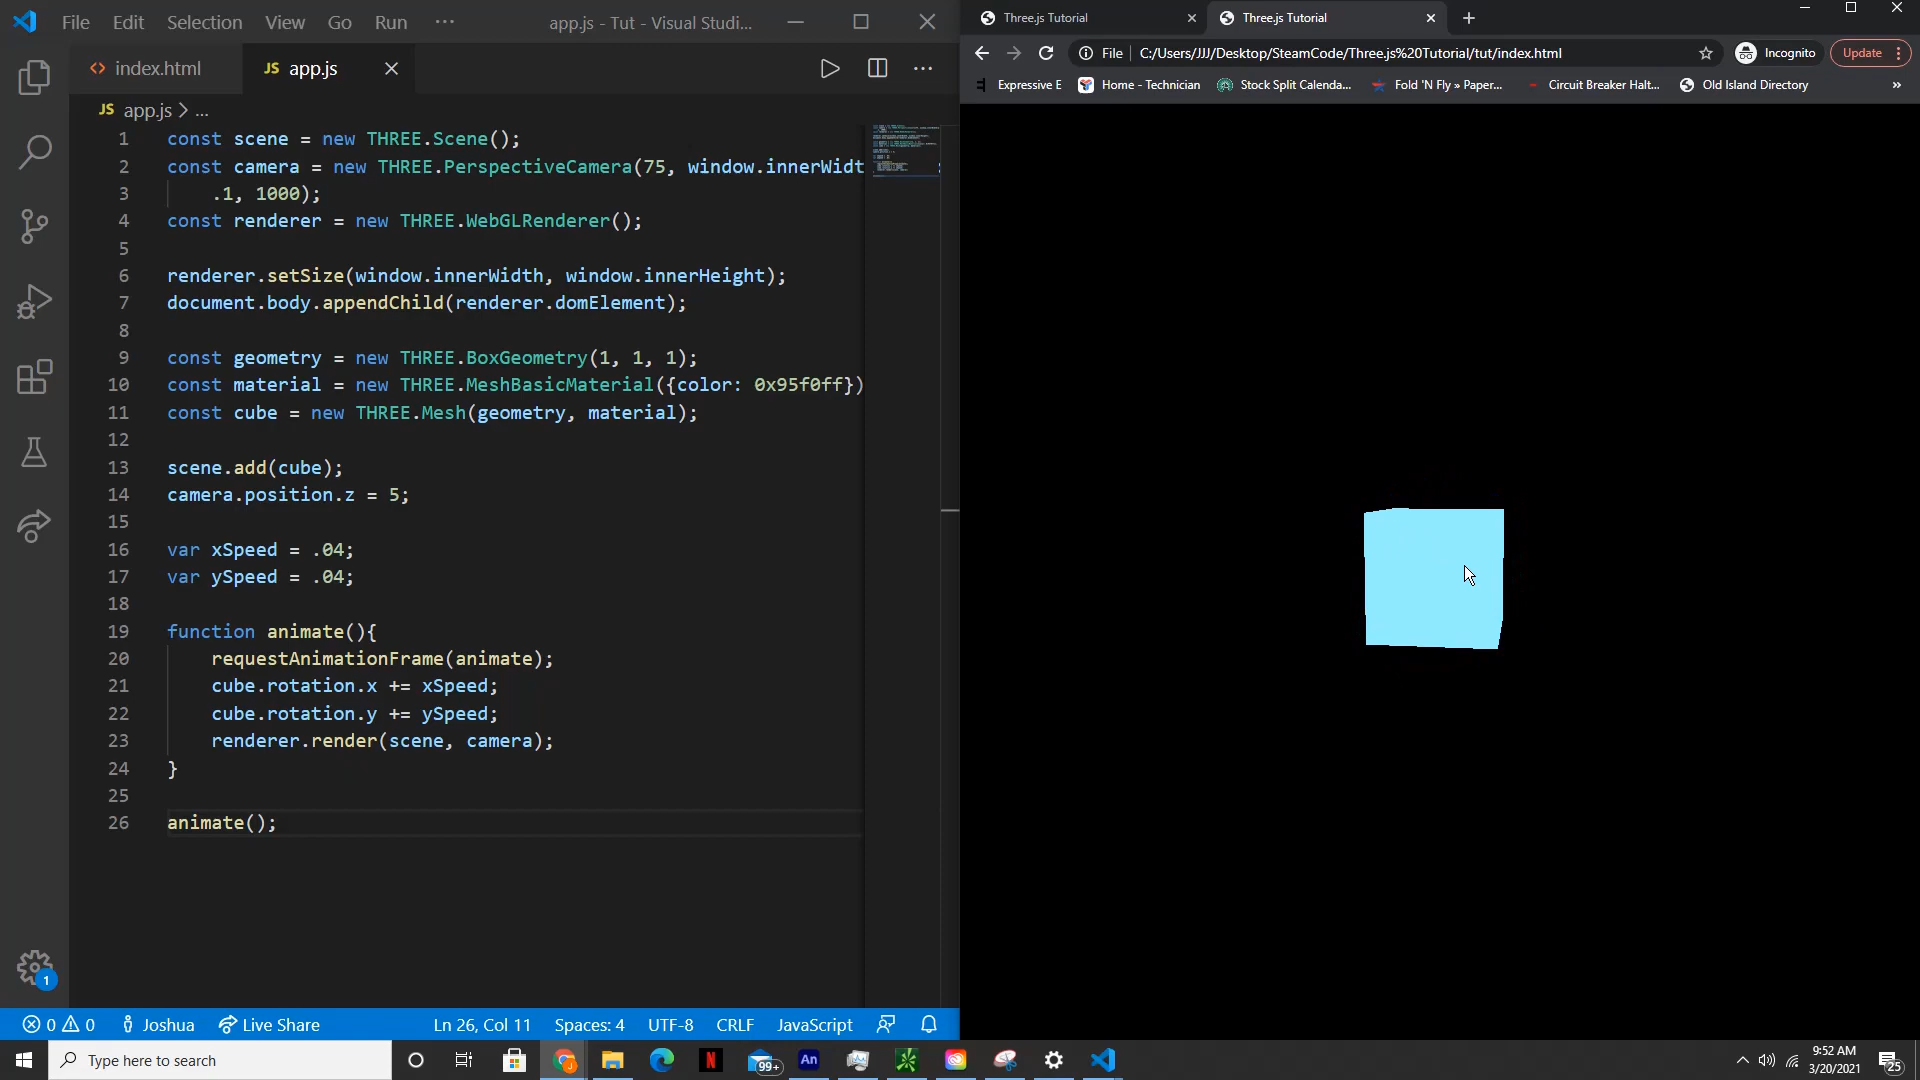 File Edit Selection View Go Run ··· app.js - Tut - Visual Studi...
index.html JS app.js
JS app.js > ...
1 const scene = new THREE.Scene();
2 const camera = new THREE.PerspectiveCamera(75, window.innerWidt
3 .1, 1000);
4 const renderer = new THREE.WebGLRenderer();
5
6 renderer.setSize(window.innerWidth, window.innerHeight);
7 document.body.appendChild(renderer.domElement);
8
9 const geometry = new THREE.BoxGeometry(1, 1, 1);
10 const material = new THREE.MeshBasicMaterial({color: 0x95f0ff})
11 const cube = new THREE.Mesh(geometry, material);
12
13 scene.add(cube);
14 camera.position.z = 5;
15
16 var xSpeed = .04;
17 var ySpeed = .04;
18
19 function animate(){
20 requestAnimationFrame(animate);
21 cube.rotation.x += xSpeed;
22 cube.rotation.y += ySpeed;
23 renderer.render(scene, camera);
24 }
25
26 animate();
1
0 0 Joshua Live Share Ln 26, Col 11 Spaces: 4 UTF-8 CRLF JavaScript
Three.js Tutorial Three.js Tutorial
File C:/Users/JJJ/Desktop/SteamCode/Three.js%20Tutorial/tut/index.html Incognito Update
Expressive E Home - Technician Stock Split Calenda... Fold 'N Fly » Paper... Circuit Breaker Halt... Old Island Directory »
Type here to search J N 99+ An 9:52 AM
3/20/2021 25